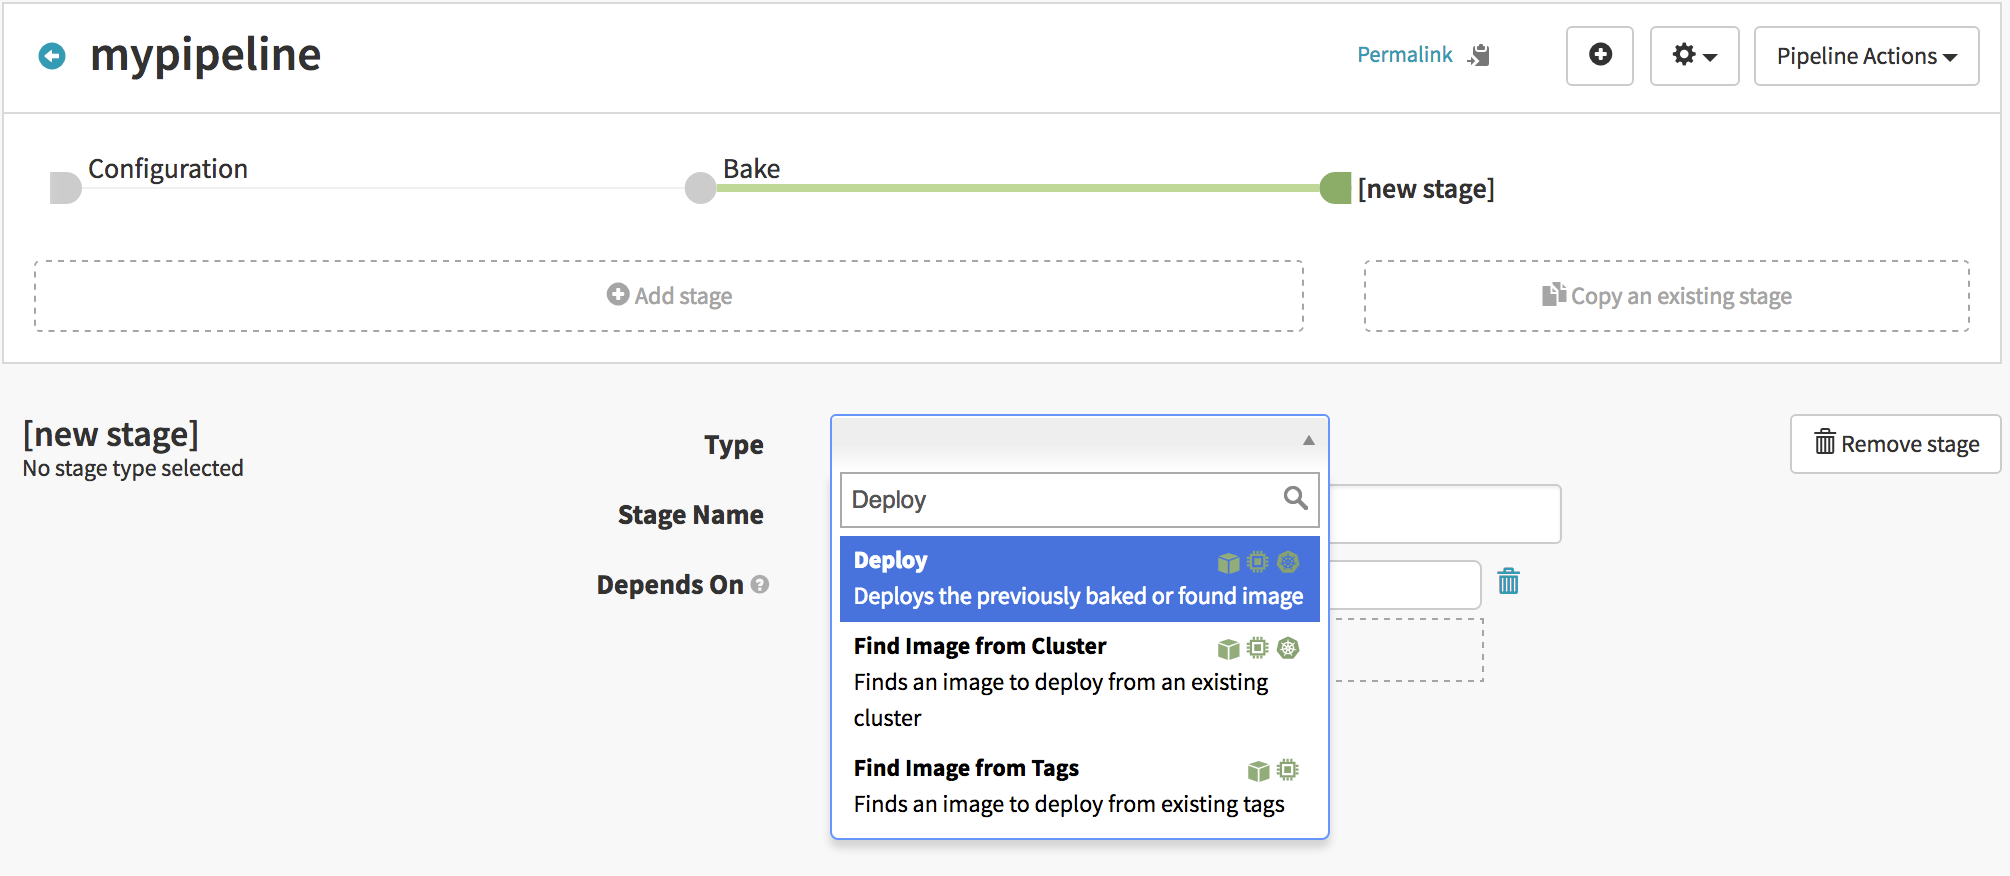 mypipeline
Permalink
Pipeline Actions
Configuration
Bake
[new stage]
Add stage
Copy an existing stage
[new stage]
No stage type selected
Type
Remove stage
Deploy
Stage Name
Deploy
Deploys the previously baked or found image
Depends On
Find Image from Cluster
Finds an image to deploy from an existing
cluster
Find Image from Tags
Finds an image to deploy from existing tags